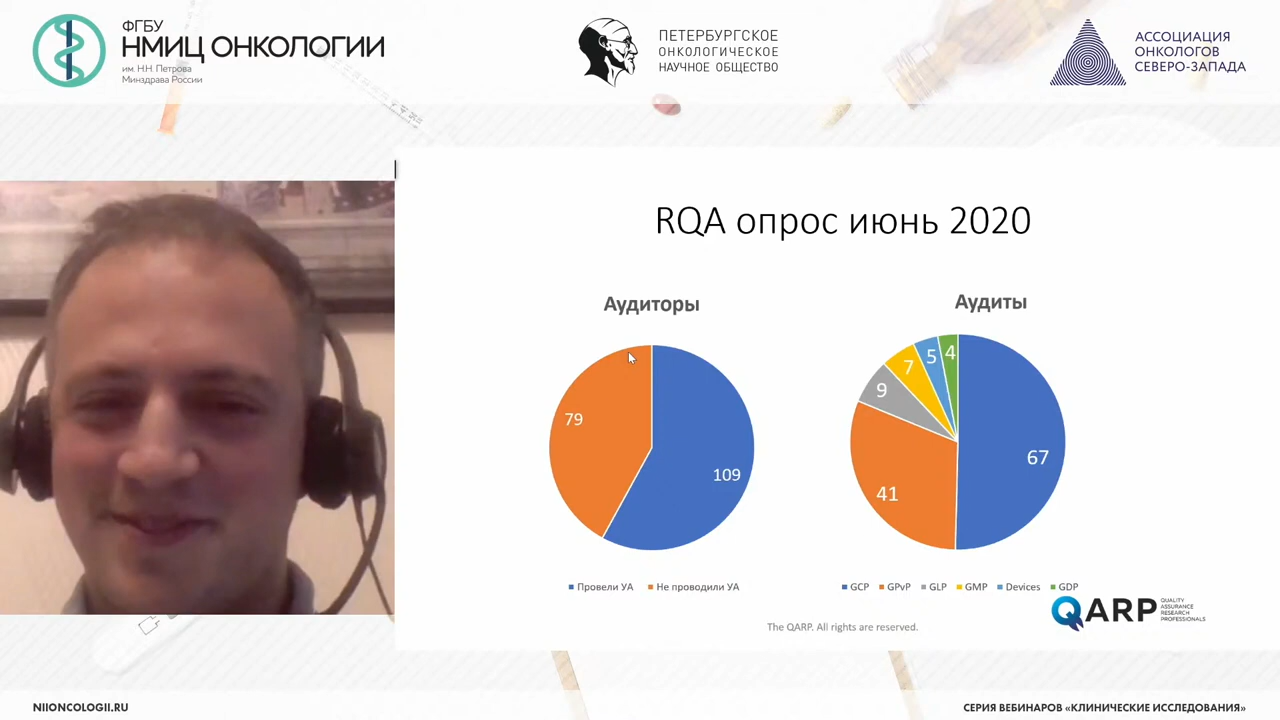 ФГБУ
НМИЦ ОНКОЛОГИИ
им. Н.Н. Петрова
Минздрава России
ПЕТЕРБУРГСКОЕ
ОНКОЛОГИЧЕСКОЕ
НАУЧНОЕ ОБЩЕСТВО
АССОЦИАЦИЯ
ОНКОЛОГОВ
СЕВЕРО-ЗАПАДА
RQA опрос июнь 2020
Аудиторы
79
109
Провели УА
Не проводили УА
Аудиты
4
5
7
9
67
41
GCP GPvP GLP GMP Devices GDP
QARP
QUALITY
ASSURANCE
RESEARCH
PROFESSIONALS
The QARP. All rights are reserved.
NIIONCOLOGII.RU
СЕРИЯ ВЕБИНАРОВ «КЛИНИЧЕСКИЕ ИССЛЕДОВАНИЯ»